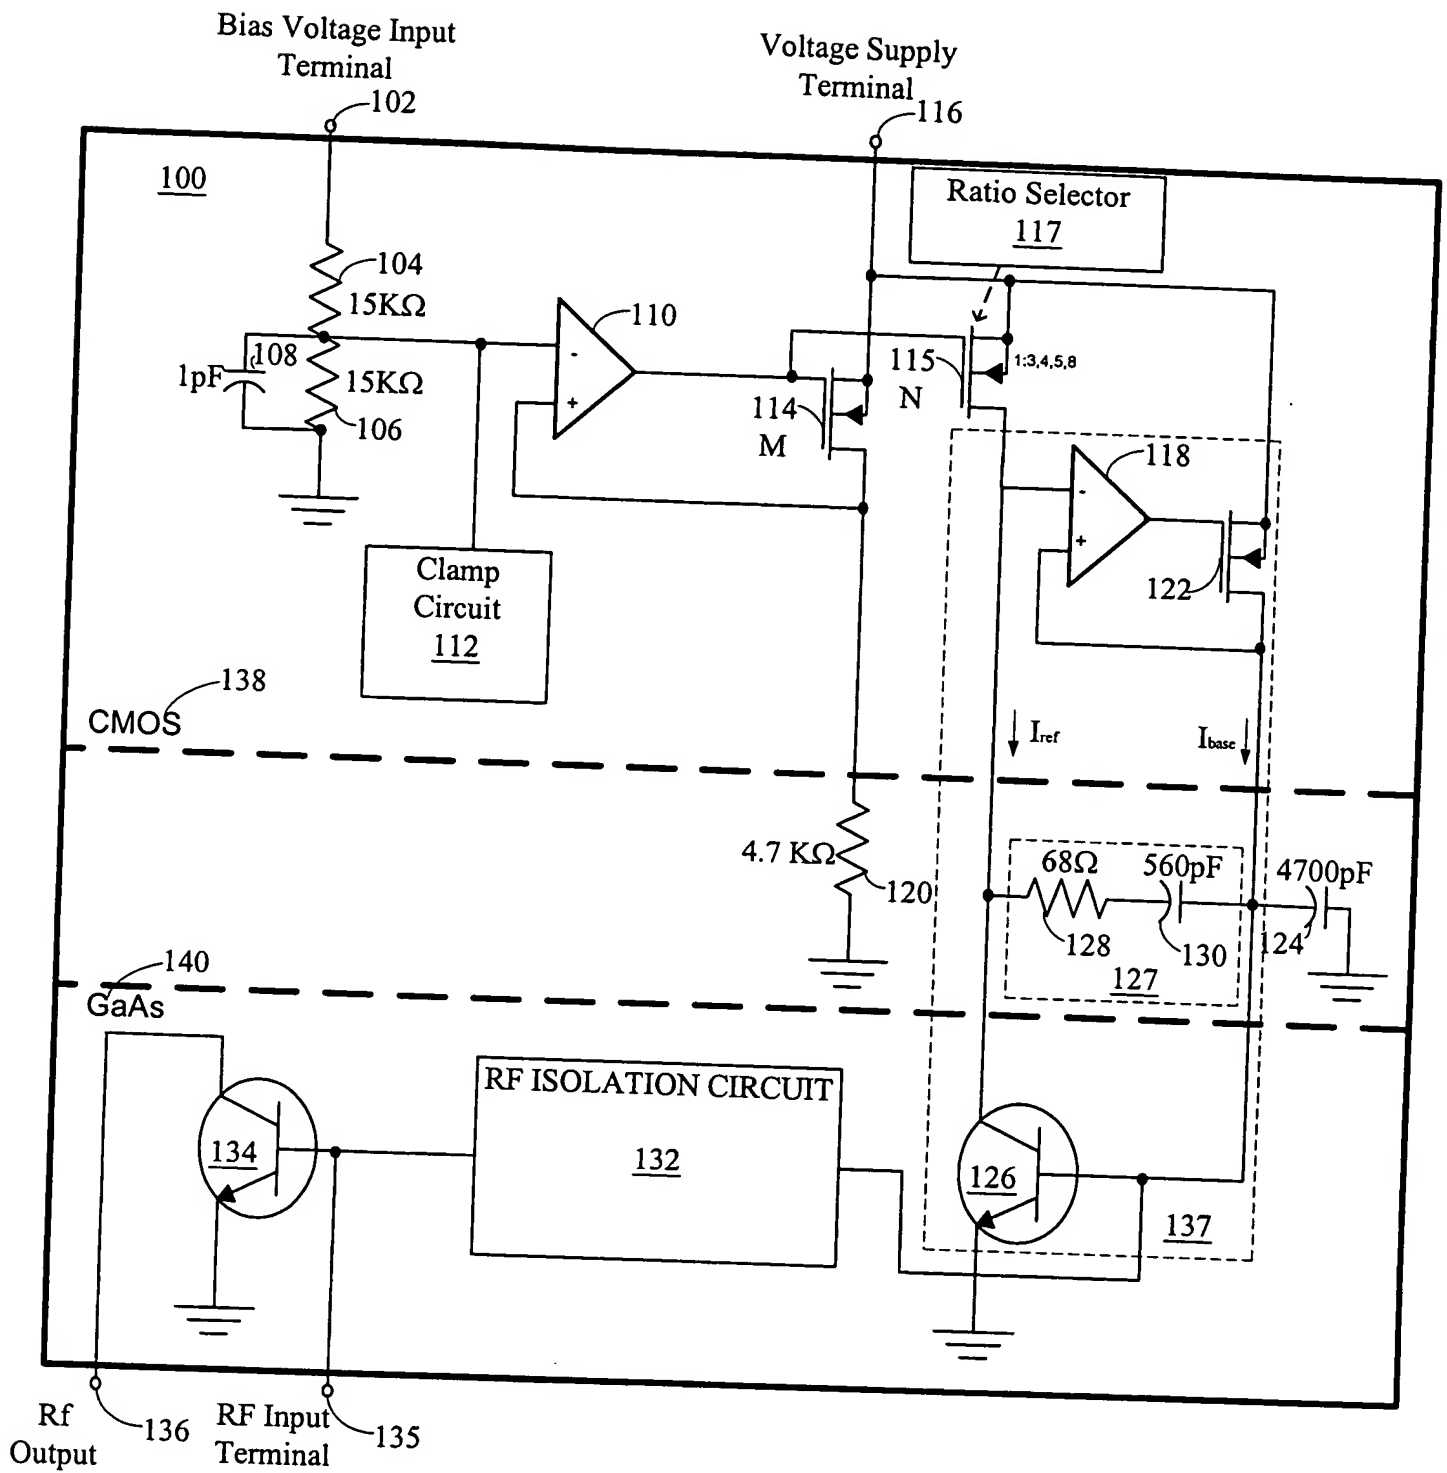 Bias Voltage Input
Terminal
102
Voltage Supply
Terminal
116
100
Ratio Selector
117
104
15KΩ
108
1pF
15KΩ
106
110
-
+
115
N
1:3,4,5,8
114
M
118
-
+
122
Clamp
Circuit
112
138
CMOS
Iref
Ibase
4.7 KΩ
120
68Ω
560pF
4700pF
128
130
124
127
140
GaAs
RF ISOLATION CIRCUIT
132
134
126
137
Rf
Output
136
RF Input
Terminal
135